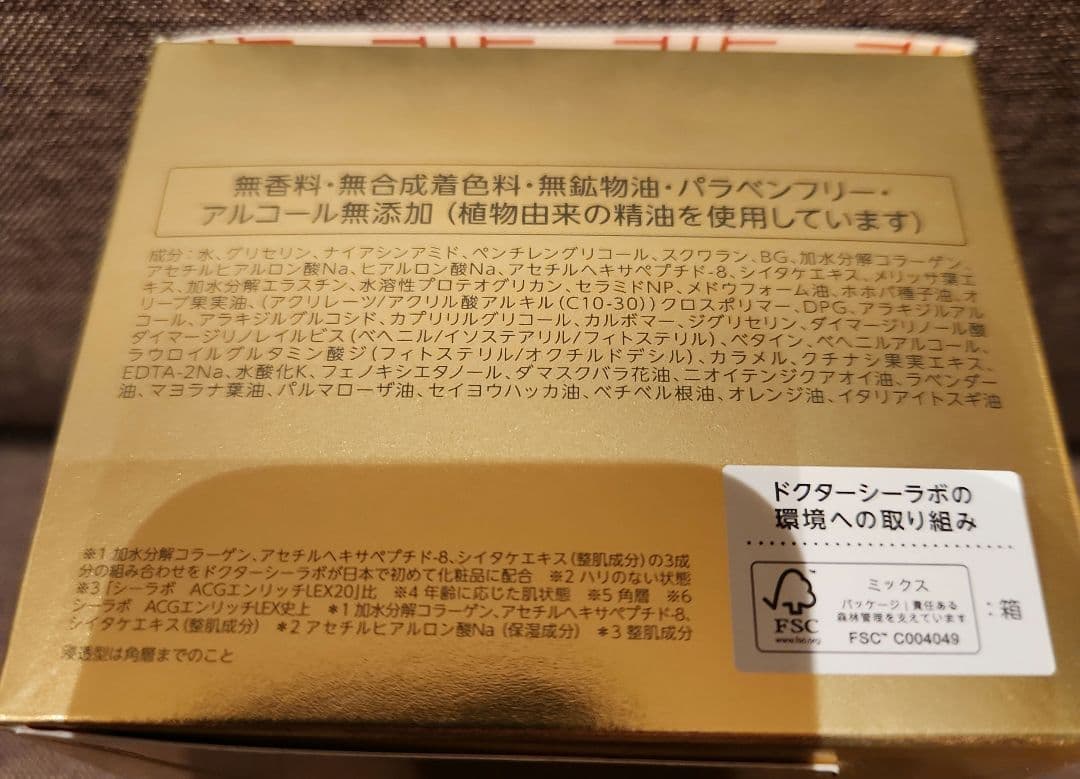 無香料・無合成着色料・無鉱物油・パラベンフリー・
アルコール無添加 (植物由来の精油を使用しています)
成分：水、グリセリン、ナイアシンアミド、ペンチレングリコール、スクワラン、BG、加水分解コラーゲン、
アセチルヒアルロン酸Na、ヒアルロン酸Na、アセチルヘキサペプチド-8、シイタケエキス、メリッサ葉エ
キス、加水分解エラスチン、水溶性プロテオグリカン、セラミドNP、メドウフォーム油、ホホバ種子油、オ
リーブ果実油、(アクリレーツ/アクリル酸アルキル(C10-30))クロスポリマー、DPG、アラキジルアル
コール、アラキジルグルコシド、カプリリルグリコール、カルボマー、ジグリセリン、ダイマージリノール酸
ダイマージリノレイルビス(ベヘニル/イソステアリル/フィトステリル)、ベタイン、ベヘニルアルコール、
ラウロイルグルタミン酸ジ(フィトステリル/オクチルドデシル)、カラメル、クチナシ果実エキス、
EDTA-2Na、水酸化K、フェノキシエタノール、ダマスクバラ花油、ニオイテンジクアオイ油、ラベンダー
油、マヨラナ葉油、パルマローザ油、セイヨウハッカ油、ベチベル根油、オレンジ油、イタリアイトスギ油
※1 加水分解コラーゲン、アセチルヘキサペプチド-8、シイタケエキス(整肌成分)の3成
分の組み合わせをドクターシーラボが日本で初めて化粧品に配合 ※2 ハリのない状態
※3「シーラボ ACGエンリッチLEX20」比 ※4 年齢に応じた肌状態 ※5 角層 ※6
シーラボ ACGエンリッチLEX史上 *1 加水分解コラーゲン、アセチルヘキサペプチド-8、
シイタケエキス(整肌成分) *2 アセチルヒアルロン酸Na (保湿成分) *3 整肌成分
浸透型は角層までのこと
ドクターシーラボの
環境への取り組み
FSC
www.fsc.org
ミックス
パッケージ | 責任ある
森林管理を支えています
FSC™ C004049
：箱